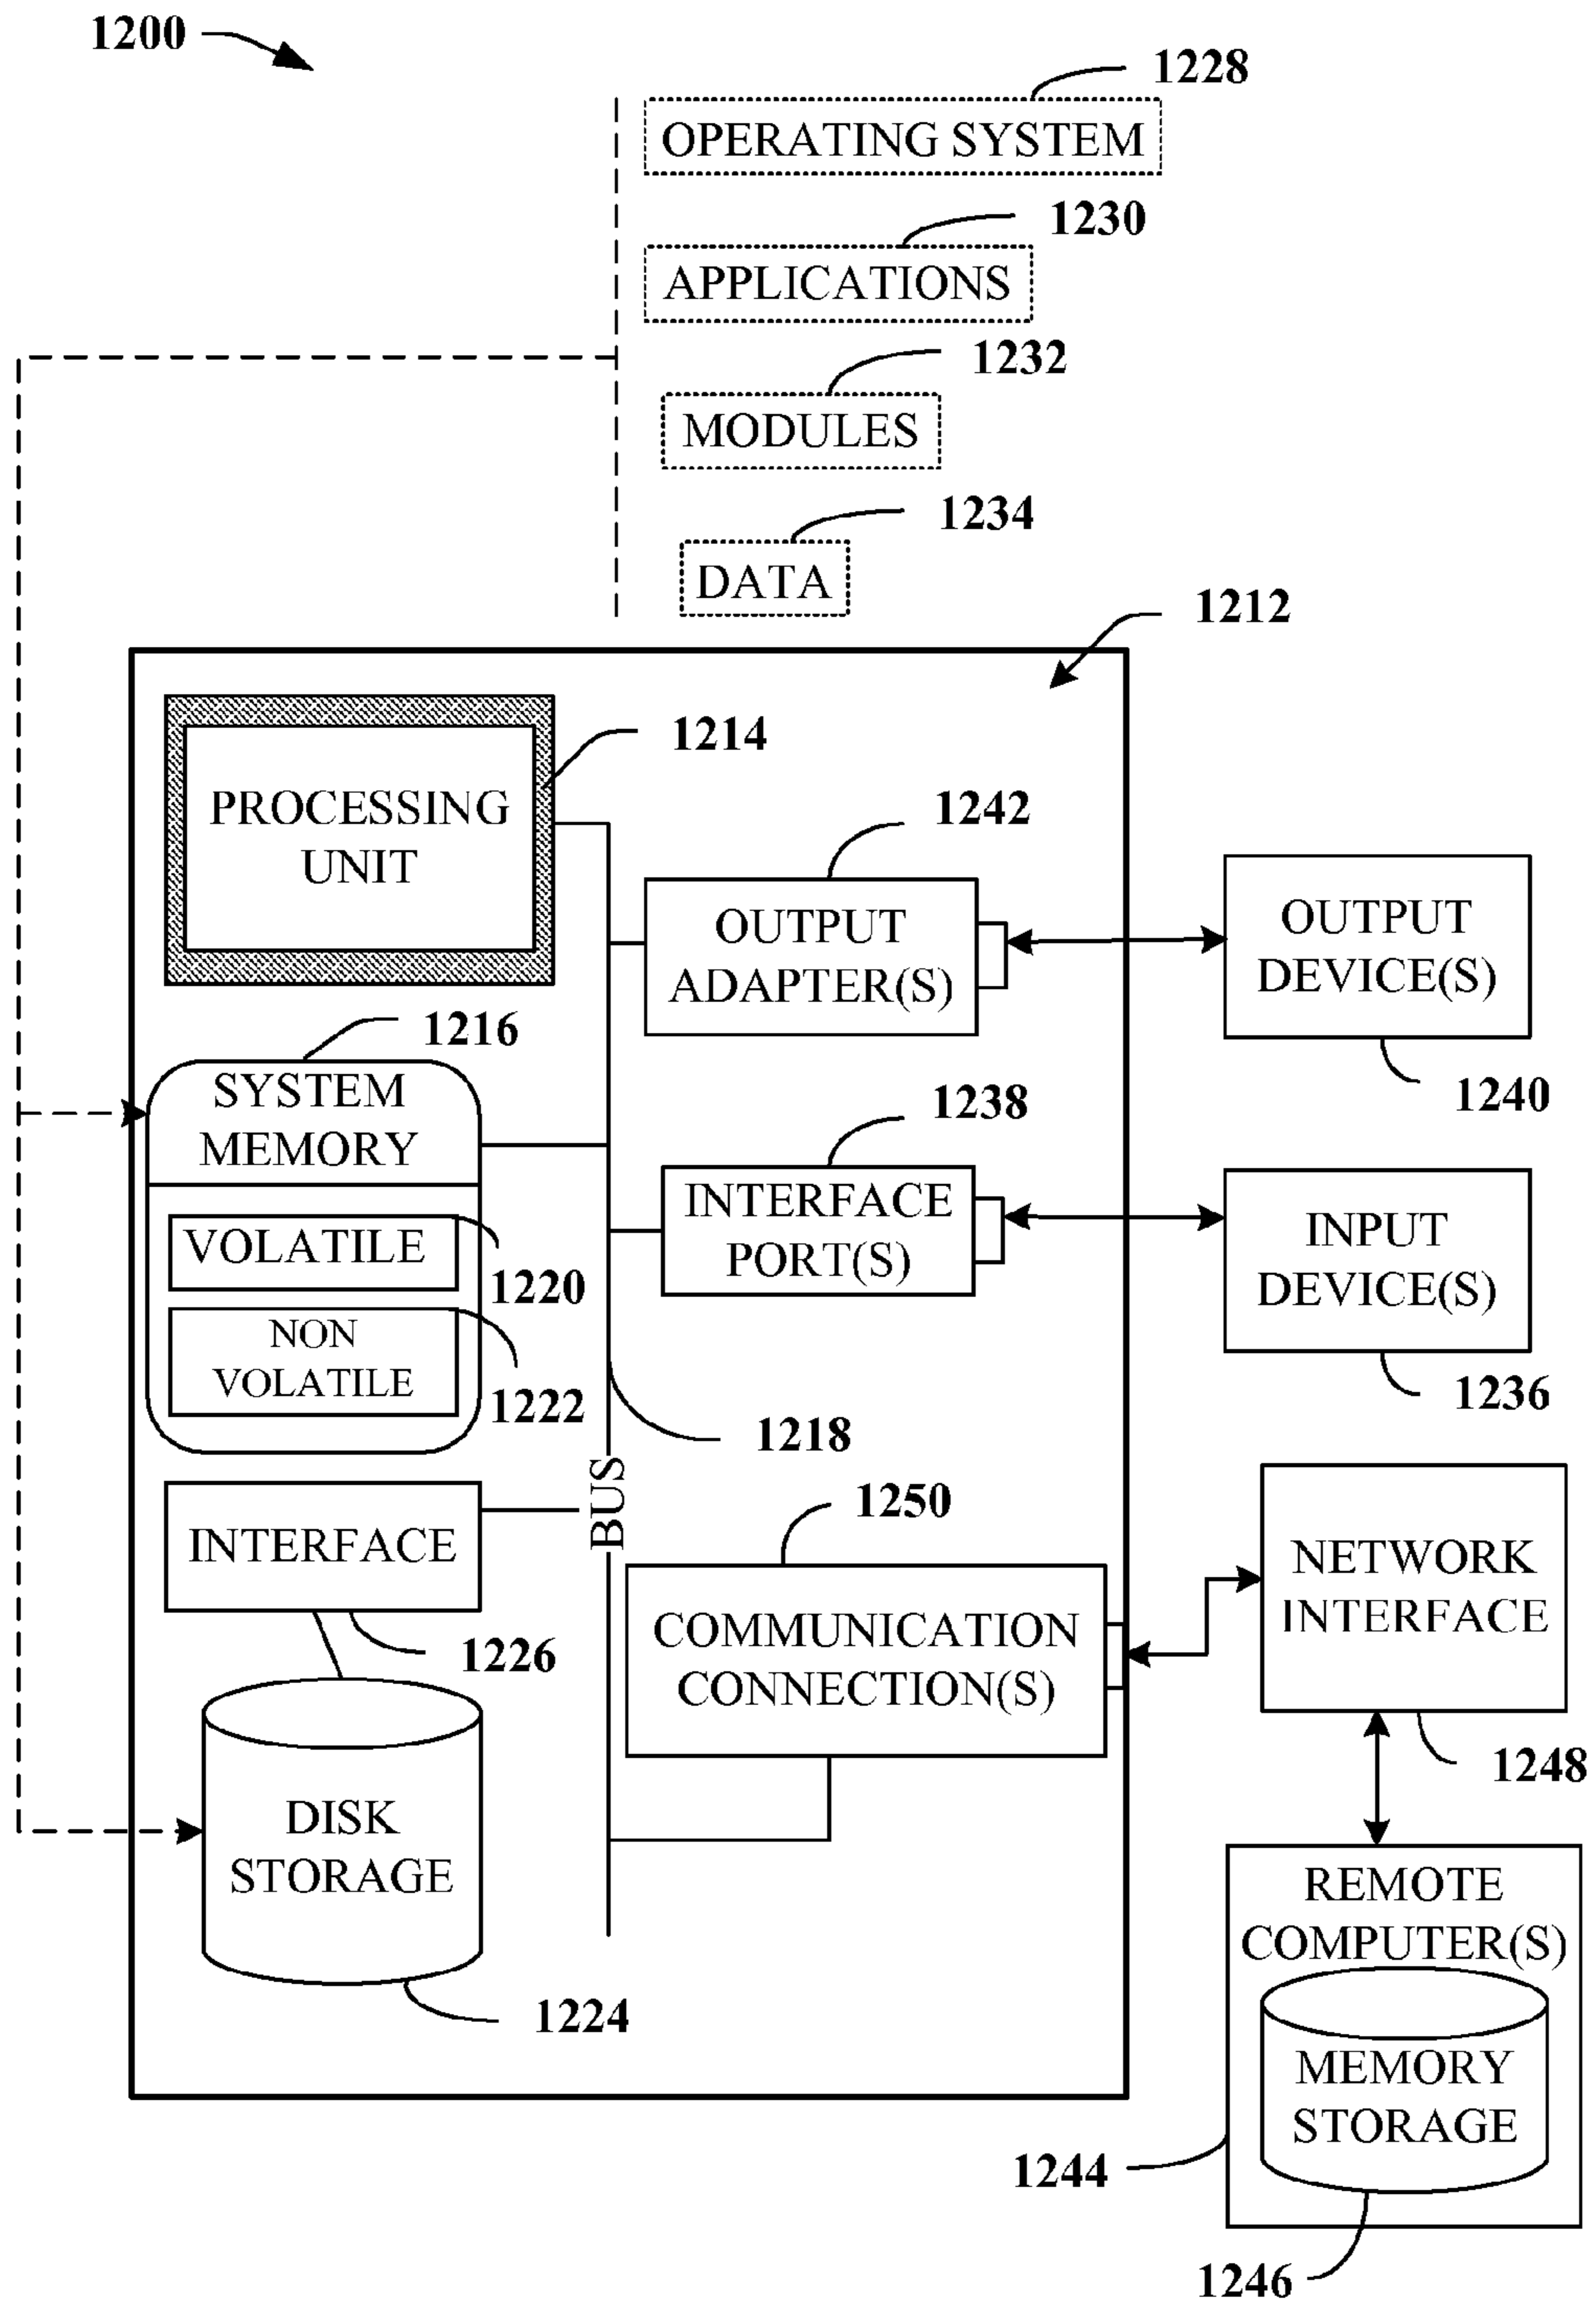 1200
1228
OPERATING SYSTEM
1230
APPLICATIONS
1232
MODULES
1234
DATA
1212
PROCESSING
UNIT
1214
1242
OUTPUT
ADAPTER(S)
OUTPUT
DEVICE(S)
1240
1216
SYSTEM
MEMORY
VOLATILE
1220
NON
VOLATILE
1222
1238
INTERFACE
PORT(S)
INPUT
DEVICE(S)
1236
1218
BUS
INTERFACE
1226
1250
COMMUNICATION
CONNECTION(S)
NETWORK
INTERFACE
1248
DISK
STORAGE
1224
REMOTE
COMPUTER(S)
MEMORY
STORAGE
1244
1246